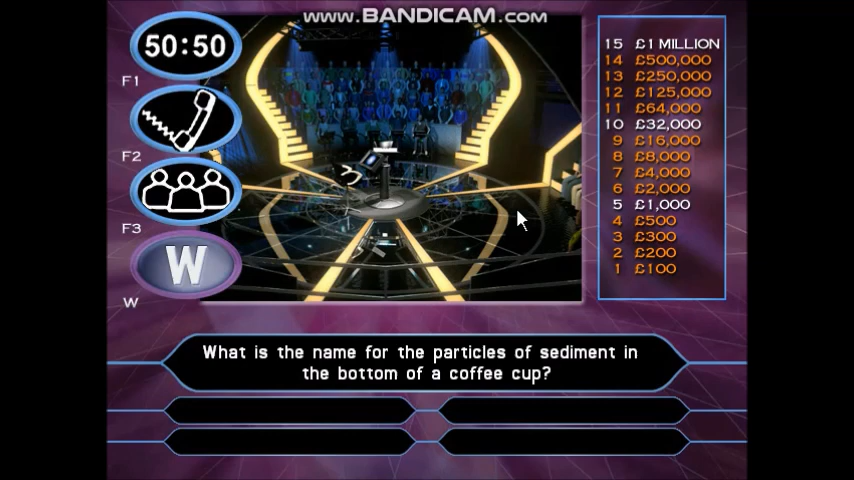 www.BANDICAM.com
50:50
F1
F2
F3
W
W
15 £1 MILLION
14 £500,000
13 £250,000
12 £125,000
11 £64,000
10 £32,000
9 £16,000
8 £8,000
7 £4,000
6 £2,000
5 £1,000
4 £500
3 £300
2 £200
1 £100
What is the name for the particles of sediment in
the bottom of a coffee cup?